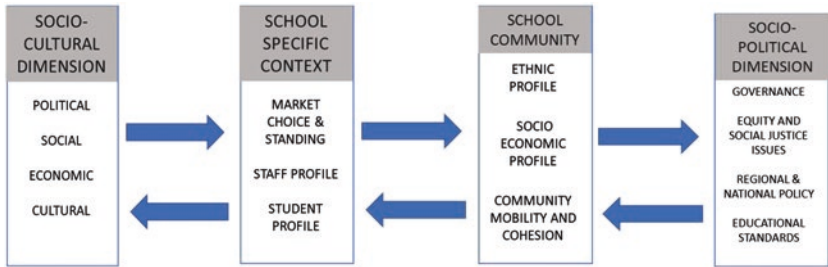 SOCIO-
CULTURAL
DIMENSION
POLITICAL
SOCIAL
ECONOMIC
CULTURAL
SCHOOL
SPECIFIC
CONTEXT
MARKET
CHOICE &
STANDING
STAFF PROFILE
STUDENT
PROFILE
SCHOOL
COMMUNITY
ETHNIC
PROFILE
SOCIO
ECONOMIC
PROFILE
COMMUNITY
MOBILITY AND
COHESION
SOCIO-
POLITICAL
DIMENSION
GOVERNANCE
EQUITY AND
SOCIAL JUSTICE
ISSUES
REGIONAL &
NATIONAL POLICY
EDUCATIONAL
STANDARDS